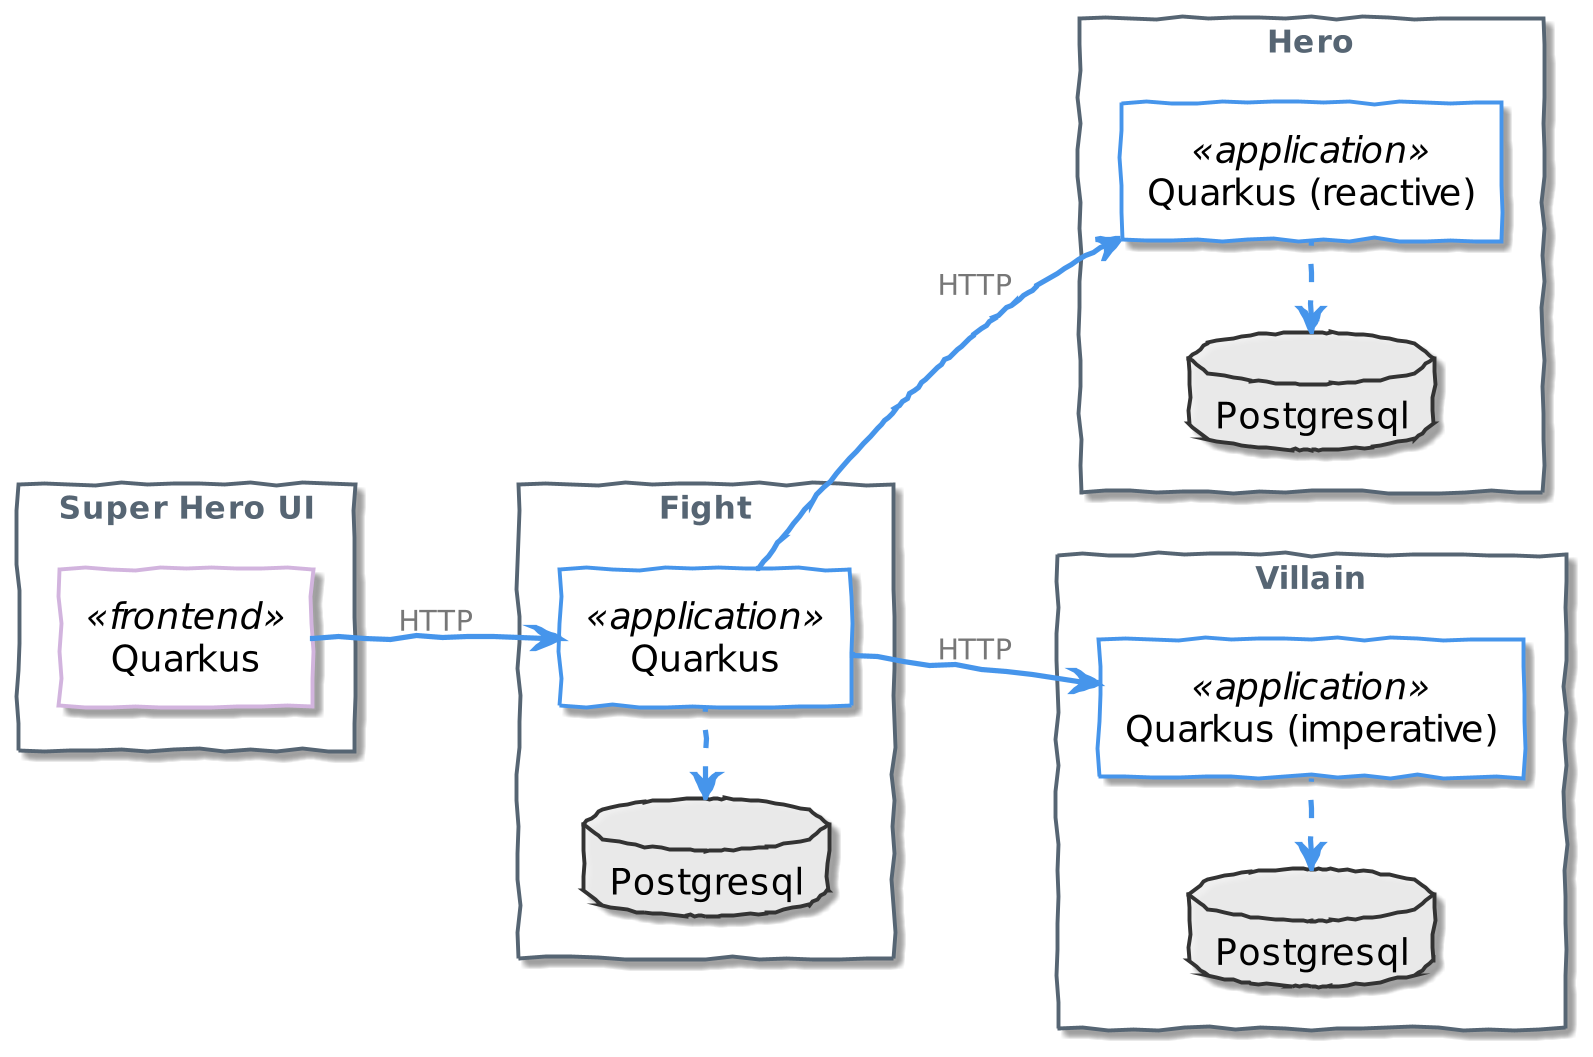 Hero
«application»
Quarkus (reactive)
HTTP
Postgresql
Super Hero UI
«frontend»
Quarkus
HTTP
Fight
«application»
Quarkus
Postgresql
HTTP
Villain
«application»
Quarkus (imperative)
Postgresql